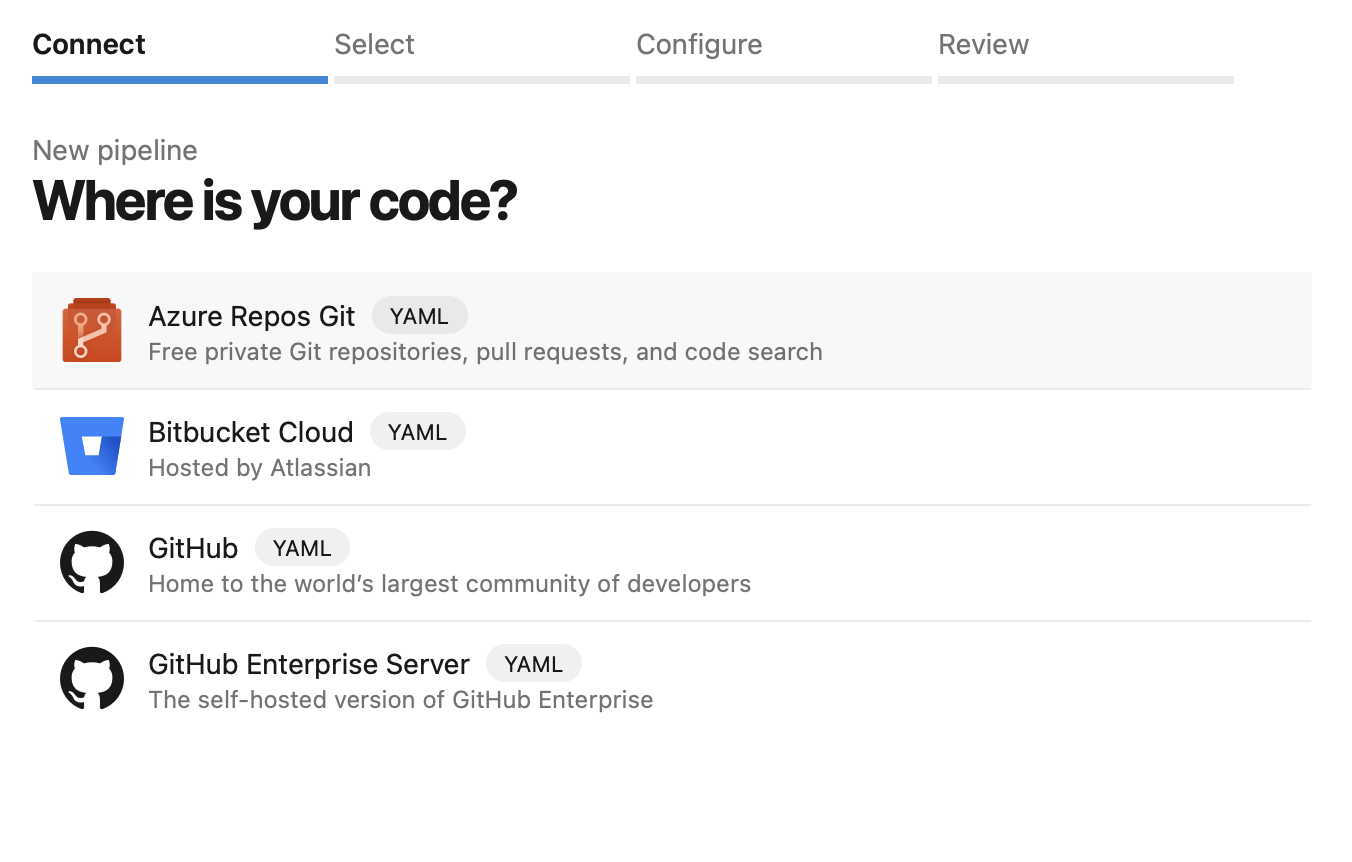 Connect Select Configure Review
New pipeline
Where is your code?
Azure Repos Git YAML
Free private Git repositories, pull requests, and code search
Bitbucket Cloud YAML
Hosted by Atlassian
GitHub YAML
Home to the world’s largest community of developers
GitHub Enterprise Server YAML
The self-hosted version of GitHub Enterprise